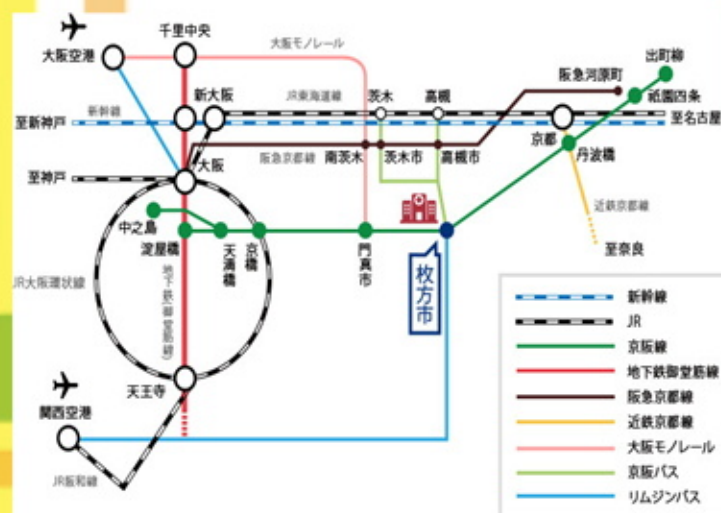 千里中央
大阪空港
大阪モノレール
出町柳
阪急河原町
祇園四条
新大阪
JR東海道線
茨木
高槻
新幹線
至新神戸
至名古屋
京都
丹波橋
大阪
阪急京都線
南茨木
茨木市
高槻市
至神戸
近鉄京都線
中之島
淀屋橋
天満橋
京橋
門真市
至奈良
枚方市
JR大阪環状線
地下鉄(御堂筋線)
天王寺
関西空港
JR阪和線
新幹線
JR
京阪線
地下鉄御堂筋線
阪急京都線
近鉄京都線
大阪モノレール
京阪バス
リムジンバス